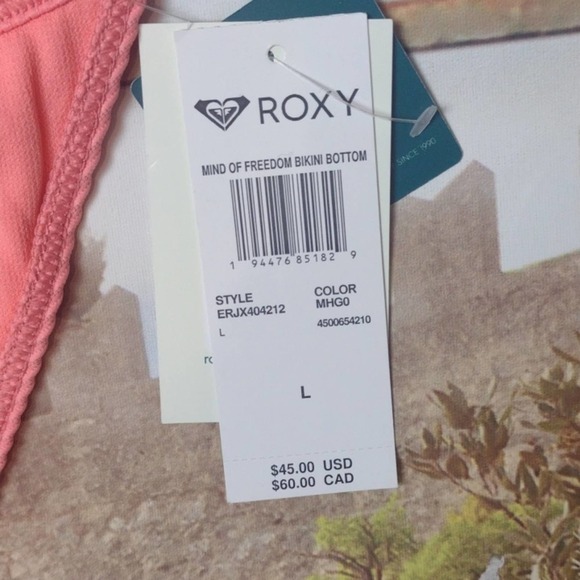 ROXY
SINCE 1990
MIND OF FREEDOM BIKINI BOTTOM
1 94476 85182 9
STYLE COLOR
ERJX404212 MHG0
L 4500654210
L
$45.00 USD
$60.00 CAD